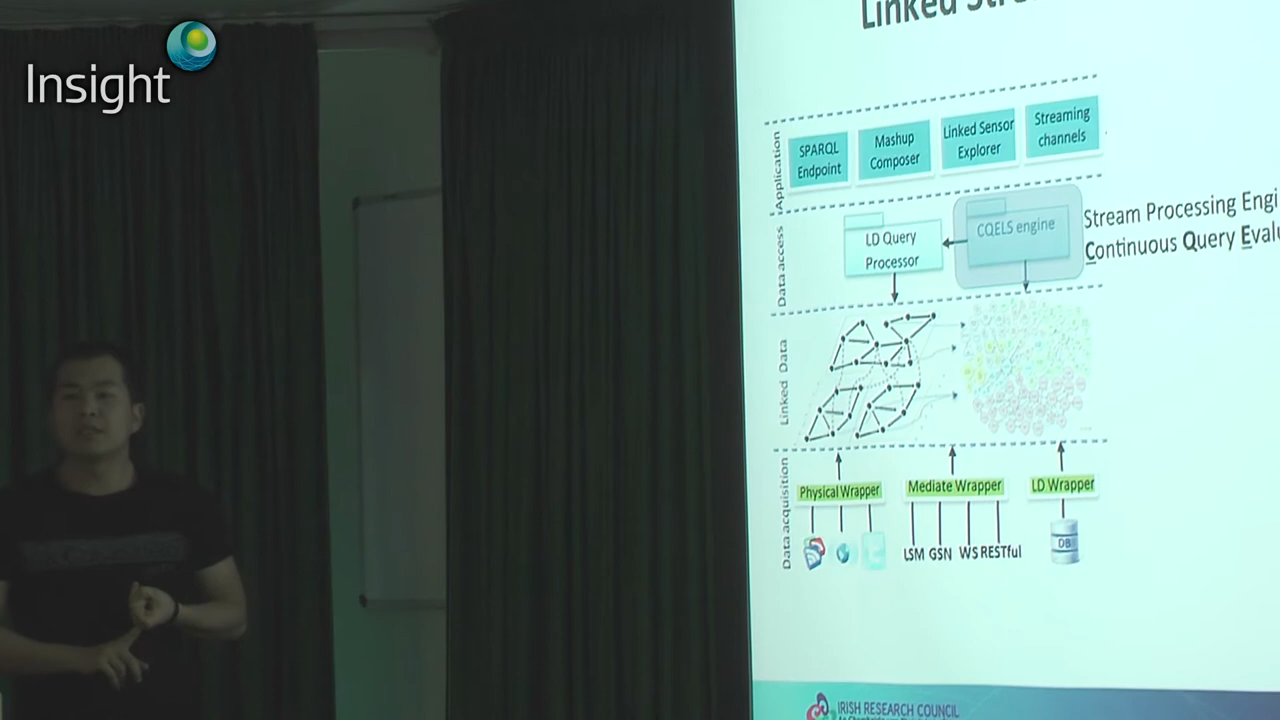 Insight
Linked
Application
SPARQL
Endpoint
Mashup
Composer
Linked Sensor
Explorer
Streaming
channels
Data access
LD Query
Processor
CQELS engine
Stream Processing Engi
Continuous Query Evalu
Linked Data
Data acquisition
Physical Wrapper
Mediate Wrapper
LD Wrapper
LSM GSN WS RESTful
DB
IRISH RESEARCH COUNCIL